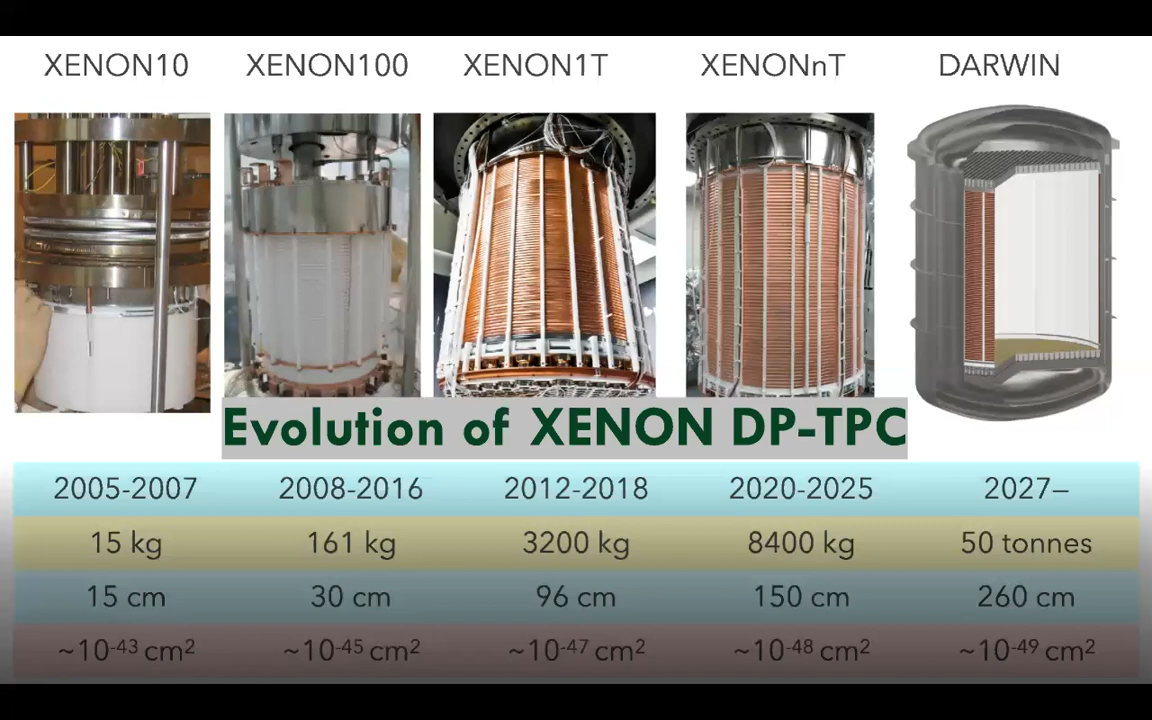 XENON10 XENON100 XENON1T XENONnT DARWIN
Evolution of XENON DP-TPC
2005-2007 2008-2016 2012-2018 2020-2025 2027–
15 kg 161 kg 3200 kg 8400 kg 50 tonnes
15 cm 30 cm 96 cm 150 cm 260 cm
~10⁻⁴³ cm² ~10⁻⁴⁵ cm² ~10⁻⁴⁷ cm² ~10⁻⁴⁸ cm² ~10⁻⁴⁹ cm²